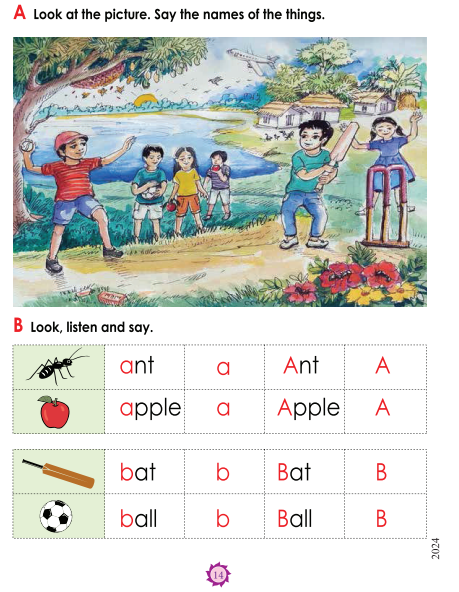 A Look at the picture. Say the names of the things.
B Look, listen and say.
ant a Ant A
apple a Apple A
bat b Bat B
ball b Ball B
2024
14